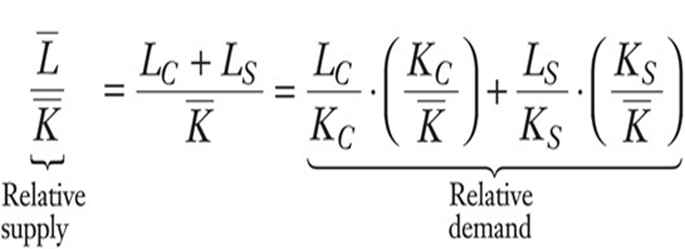 L̅/K̅ = (L_C + L_S)/K̅ = L_C/K_C · (K_C/K̅) + L_S/K_S · (K_S/K̅)
Relative supply
Relative demand